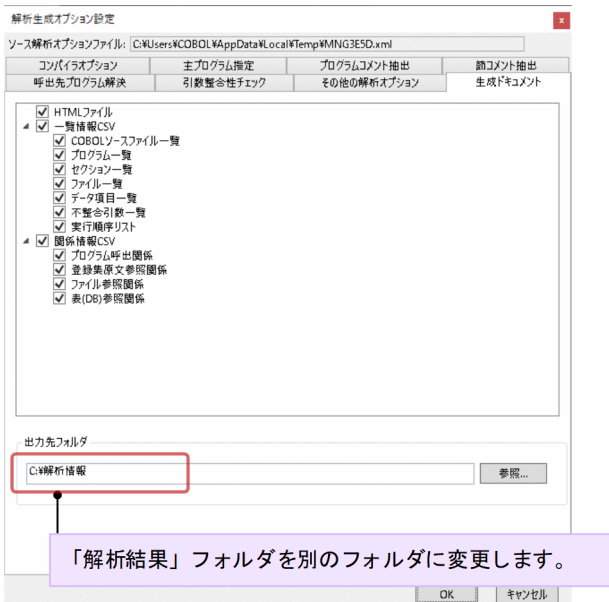 解析生成オプション設定
x
ソース解析オプションファイル: C:¥Users¥COBOL¥AppData¥Local¥Temp¥MNG3E5D.xml
コンパイラオプション 主プログラム指定 プログラムコメント抽出 節コメント抽出
呼出先プログラム解決 引数整合性チェック その他の解析オプション 生成ドキュメント
HTMLファイル
一覧情報CSV
COBOLソースファイル一覧
プログラム一覧
セクション一覧
ファイル一覧
データ項目一覧
不整合引数一覧
実行順序リスト
関係情報CSV
プログラム呼出関係
登録集原文参照関係
ファイル参照関係
表(DB)参照関係
出力先フォルダ
C:¥解析情報
参照...
「解析結果」フォルダを別のフォルダに変更します。
OK キャンセル